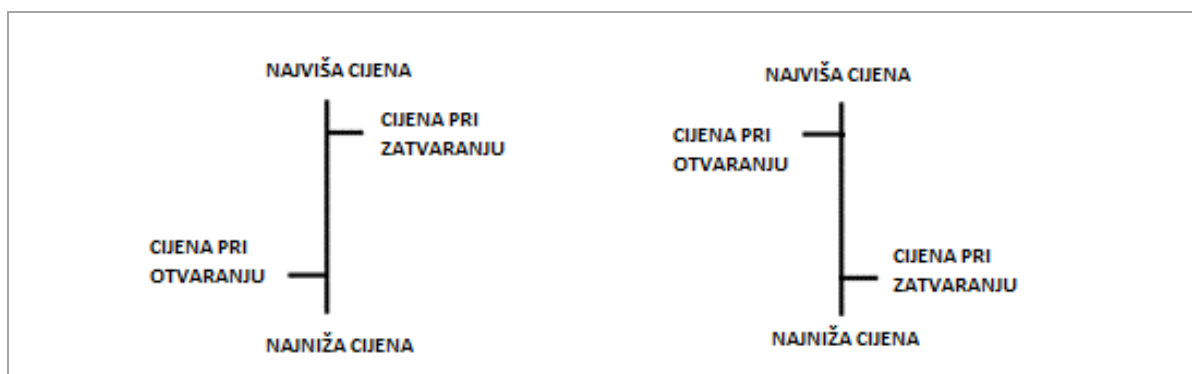 NAJVIŠA CIJENA
CIJENA PRI
ZATVARANJU
CIJENA PRI
OTVARANJU
NAJNIŽA CIJENA
NAJVIŠA CIJENA
CIJENA PRI
OTVARANJU
CIJENA PRI
ZATVARANJU
NAJNIŽA CIJENA